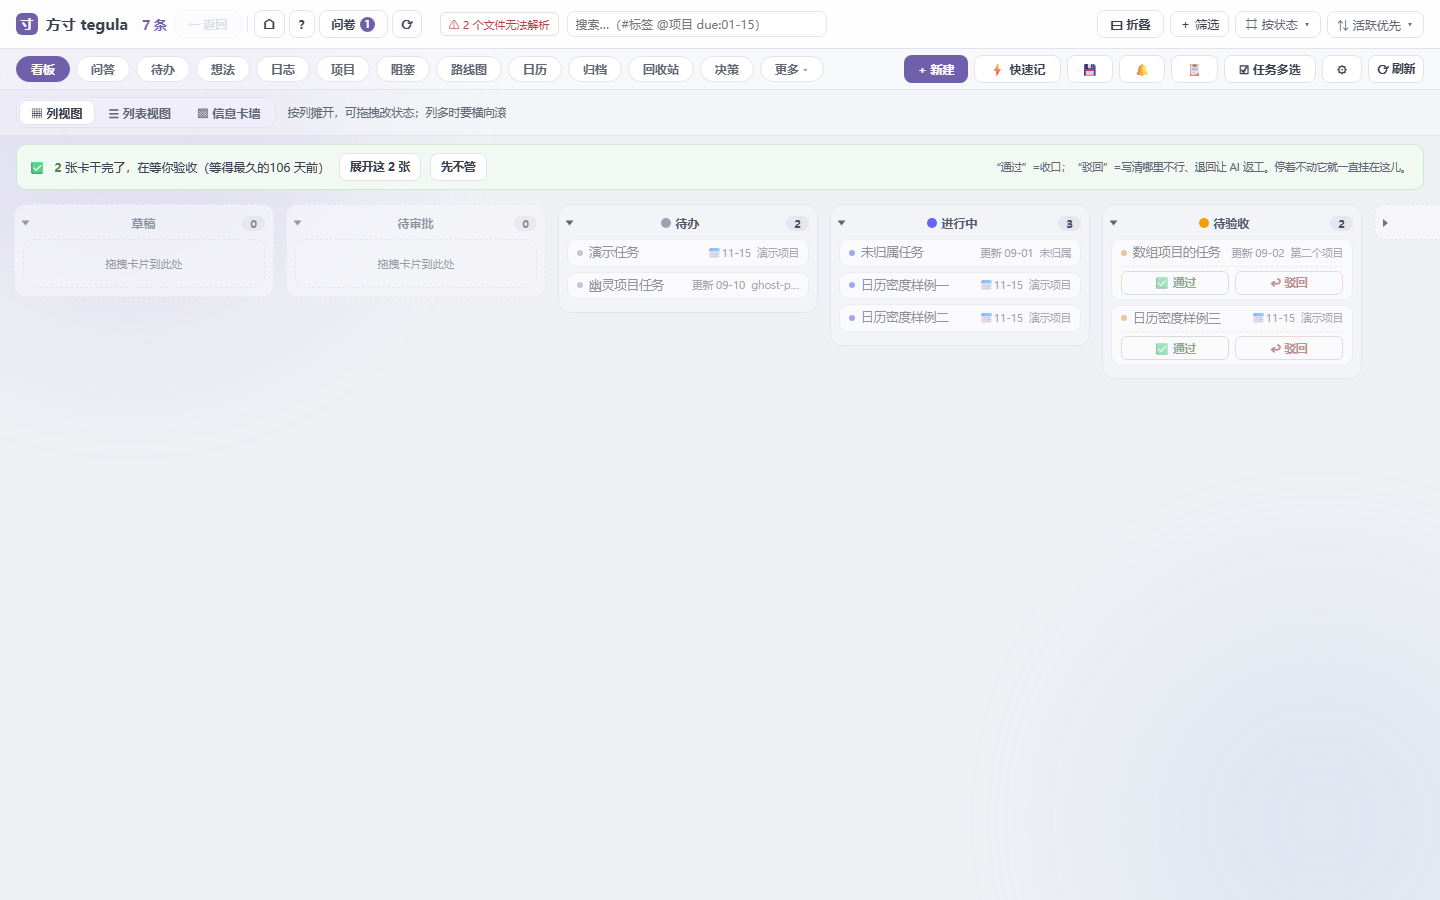 寸 方寸 tegula 7 条 ← 返回 ? 问卷 1 ⚠ 2 个文件无法解析 搜索... (#标签 @项目 due:01-15) 折叠 + 筛选 按状态 活跃优先
看板 问答 待办 想法 日志 项目 阻塞 路线图 日历 归档 回收站 决策 更多 + 新建 快速记 任务多选 刷新
列视图 列表视图 信息卡墙 按列摊开，可拖拽改状态；列多时要横向滚
2 张卡干完了，在等你验收（等得最久的106 天前） 展开这 2 张 先不管 “通过”=收口；“驳回”=写清哪里不行、退回让 AI 返工。停着不动它就一直挂在这儿。
草稿 0
拖拽卡片到此处
待审批 0
拖拽卡片到此处
待办 2
演示任务 11-15 演示项目
幽灵项目任务 更新 09-10 ghost-p...
进行中 3
未归属任务 更新 09-01 未归属
日历密度样例一 11-15 演示项目
日历密度样例二 11-15 演示项目
待验收 2
数组项目的任务 更新 09-02 第二个项目
通过 驳回
日历密度样例三 11-15 演示项目
通过 驳回